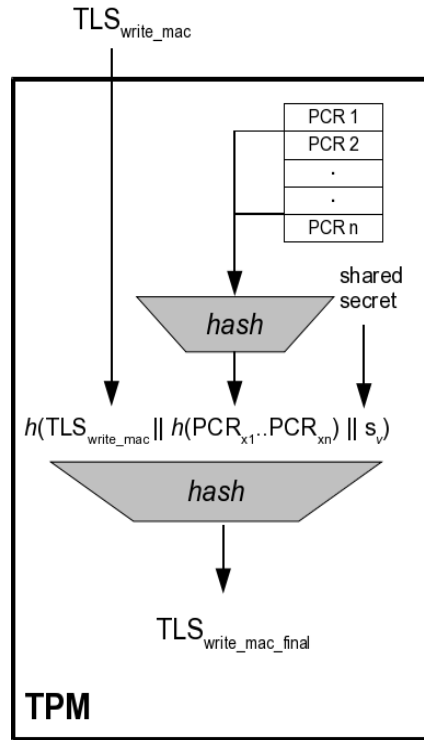 TLS_write_mac
PCR 1
PCR 2
.
.
PCR n
shared
secret
hash
h(TLS_write_mac || h(PCR_x1..PCR_xn) || s_v)
hash
TLS_write_mac_final
TPM